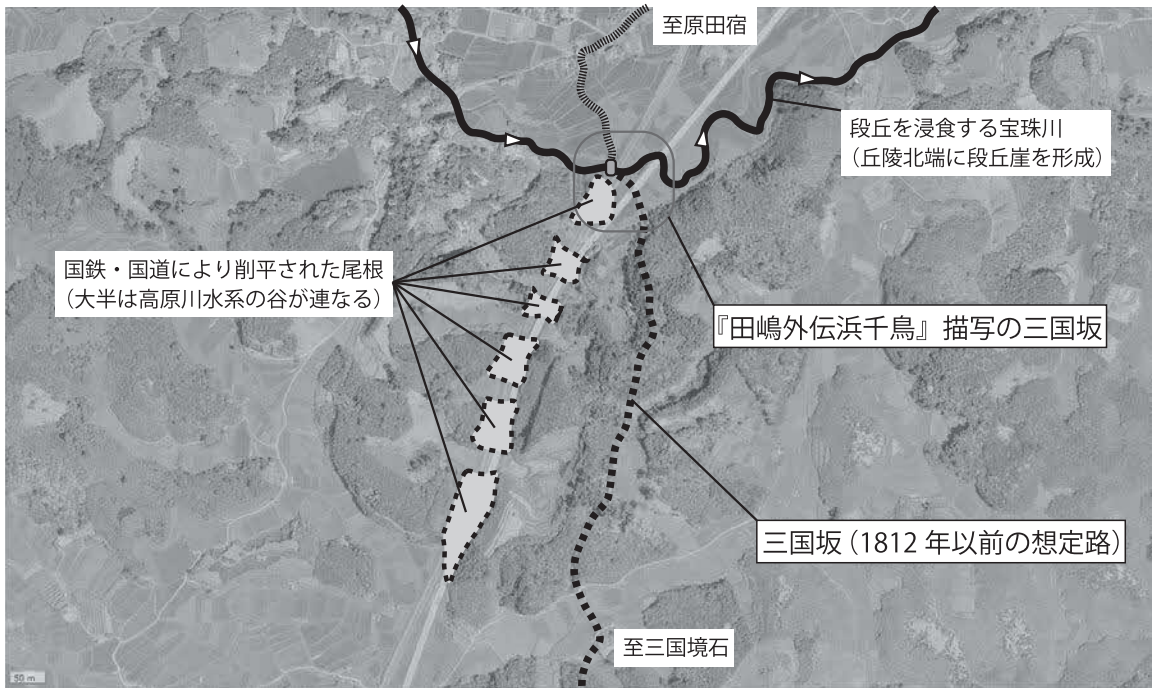 至原田宿
段丘を浸食する宝珠川
（丘陵北端に段丘崖を形成）
国鉄・国道により削平された尾根
（大半は高原川水系の谷が連なる）
『田嶋外伝浜千鳥』描写の三国坂
三国坂（1812 年以前の想定路）
至三国境石
50 m